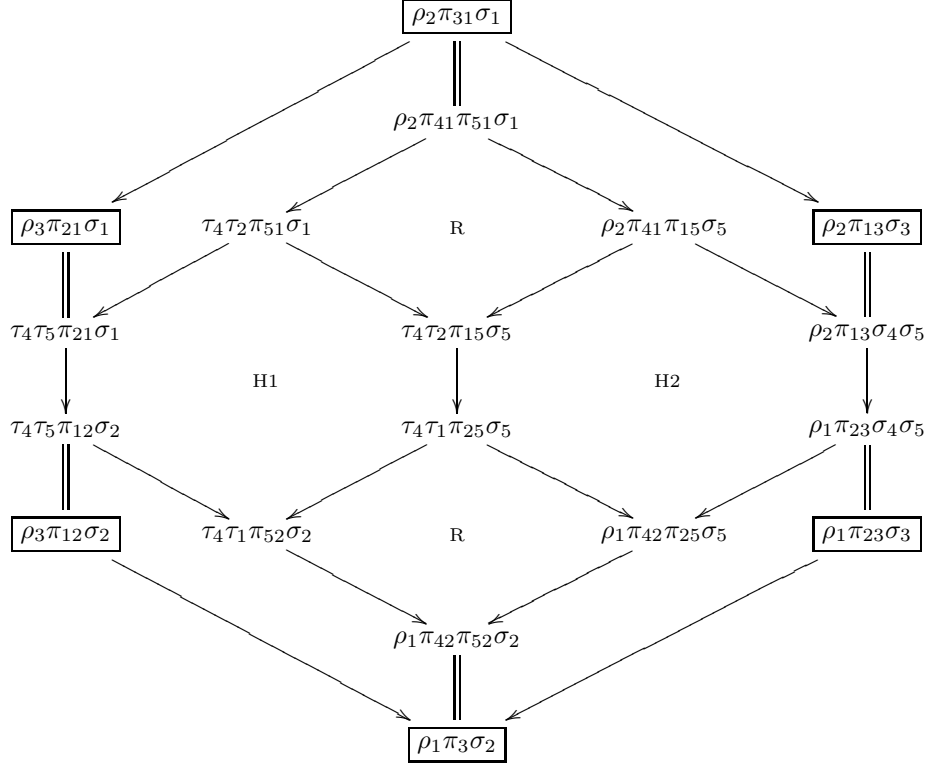 ρ₂π₃₁σ₁
ρ₂π₄₁π₅₁σ₁
ρ₃π₂₁σ₁ τ₄τ₂π₅₁σ₁ R ρ₂π₄₁π₁₅σ₅ ρ₂π₁₃σ₃
τ₄τ₅π₂₁σ₁ τ₄τ₂π₁₅σ₅ ρ₂π₁₃σ₄σ₅
H1 H2
τ₄τ₅π₁₂σ₂ τ₄τ₁π₂₅σ₅ ρ₁π₂₃σ₄σ₅
ρ₃π₁₂σ₂ τ₄τ₁π₅₂σ₂ R ρ₁π₄₂π₂₅σ₅ ρ₁π₂₃σ₃
ρ₁π₄₂π₅₂σ₂
ρ₁π₃σ₂